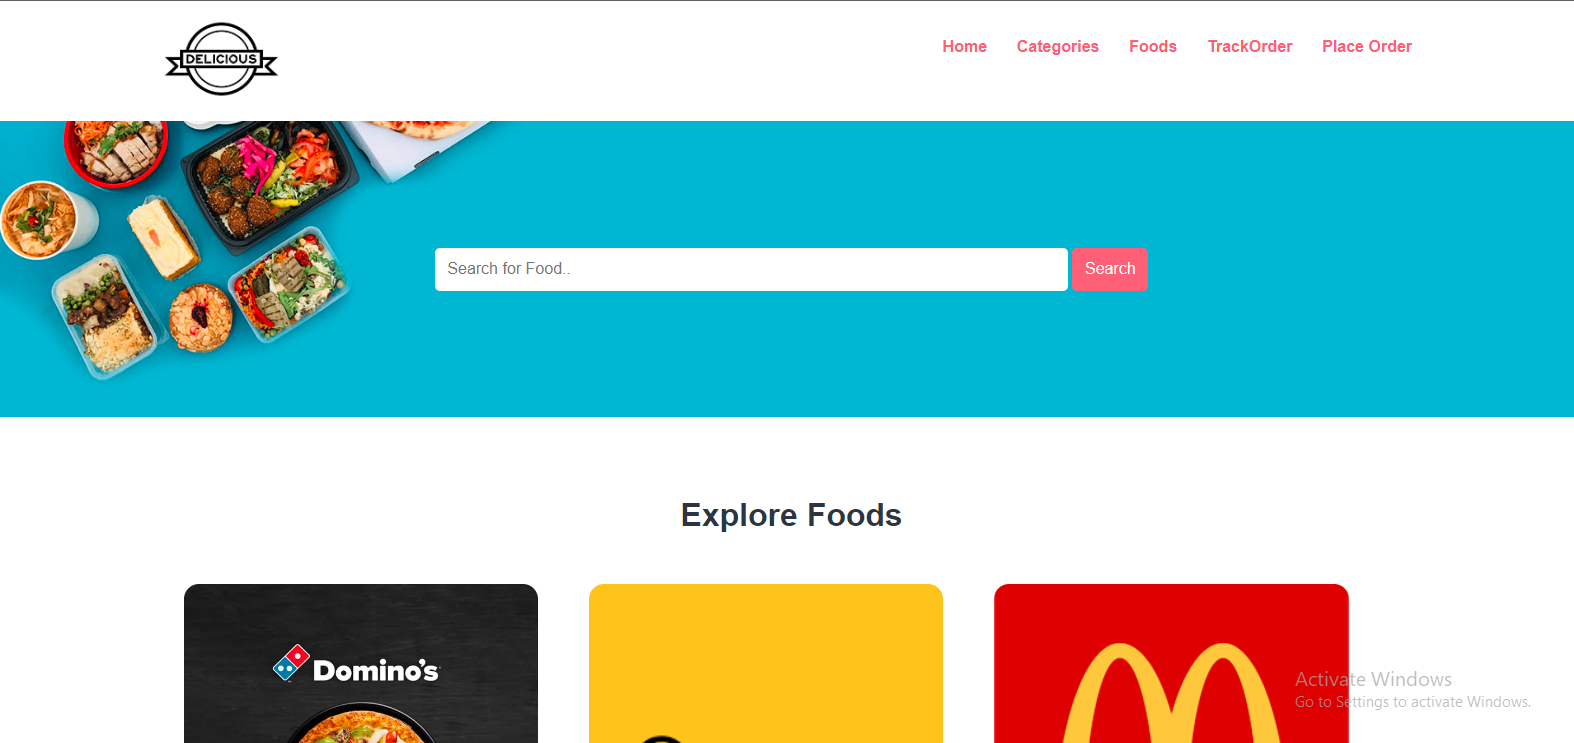 DELICIOUS
Home Categories Foods TrackOrder Place Order
Search for Food.. Search
Explore Foods
Domino's
Activate Windows
Go to Settings to activate Windows.